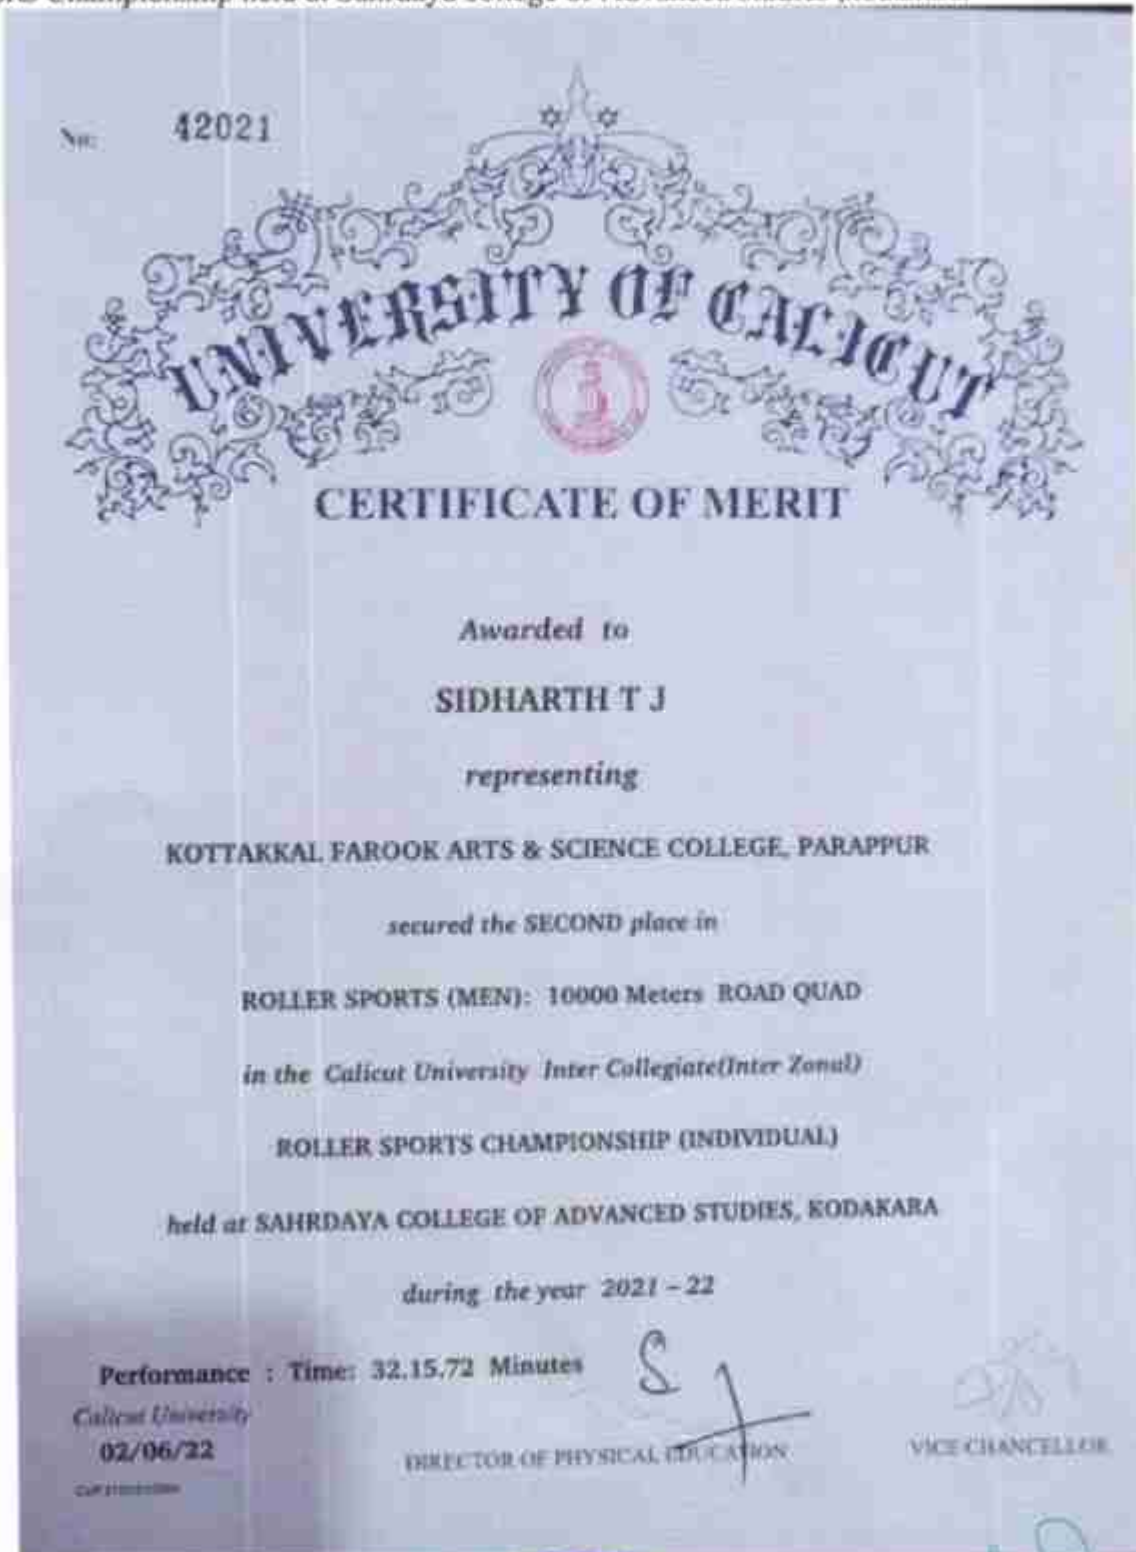 No: 42021
UNIVERSITY OF CALICUT
CERTIFICATE OF MERIT
Awarded to
SIDHARTH T J
representing
KOTTAKKAL FAROOK ARTS & SCIENCE COLLEGE, PARAPPUR
secured the SECOND place in
ROLLER SPORTS (MEN): 10000 Meters ROAD QUAD
in the Calicut University Inter Collegiate(Inter Zonal)
ROLLER SPORTS CHAMPIONSHIP (INDIVIDUAL)
held at SAHRDAYA COLLEGE OF ADVANCED STUDIES, KODAKARA
during the year 2021 – 22
Performance : Time: 32.15.72 Minutes
Calicut University
02/06/22
DIRECTOR OF PHYSICAL EDUCATION
VICE CHANCELLOR